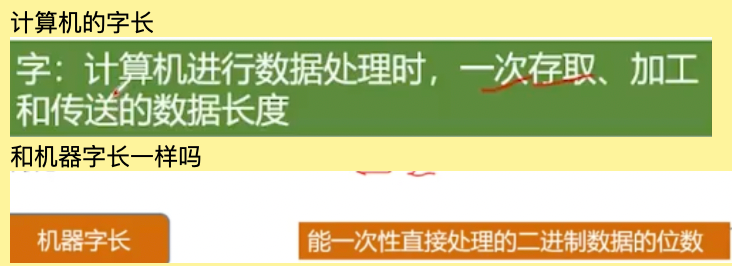 计算机的字长
字：计算机进行数据处理时，一次存取、加工
和传送的数据长度
和机器字长一样吗
机器字长
能一次性直接处理的二进制数据的位数